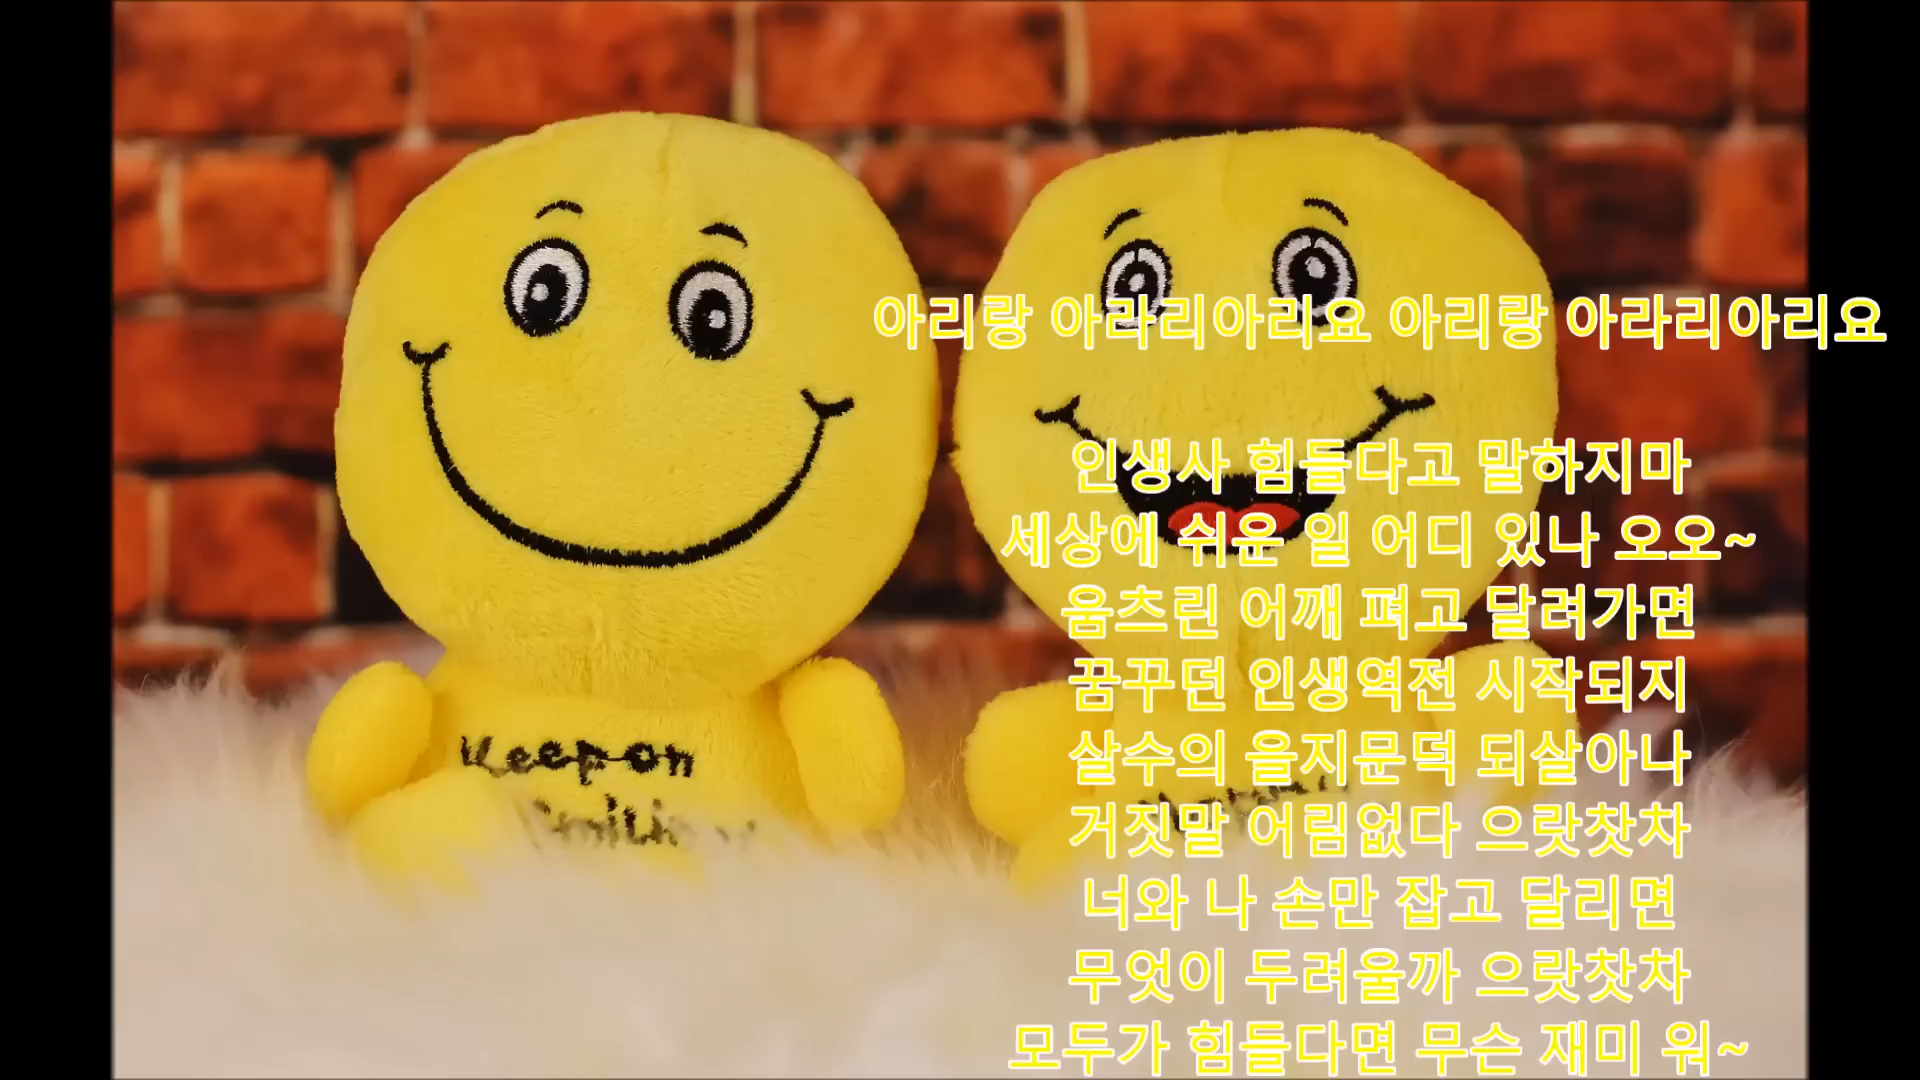 Keep on
아리랑 아라리아리요 아리랑 아라리아리요
인생사 힘들다고 말하지마
세상에 쉬운 일 어디 있나 오오~
움츠린 어깨 펴고 달려가면
꿈꾸던 인생역전 시작되지
살수의 을지문덕 되살아나
거짓말 어림없다 으랏찻차
너와 나 손만 잡고 달리면
무엇이 두려울까 으랏찻차
모두가 힘들다면 무슨 재미 워~